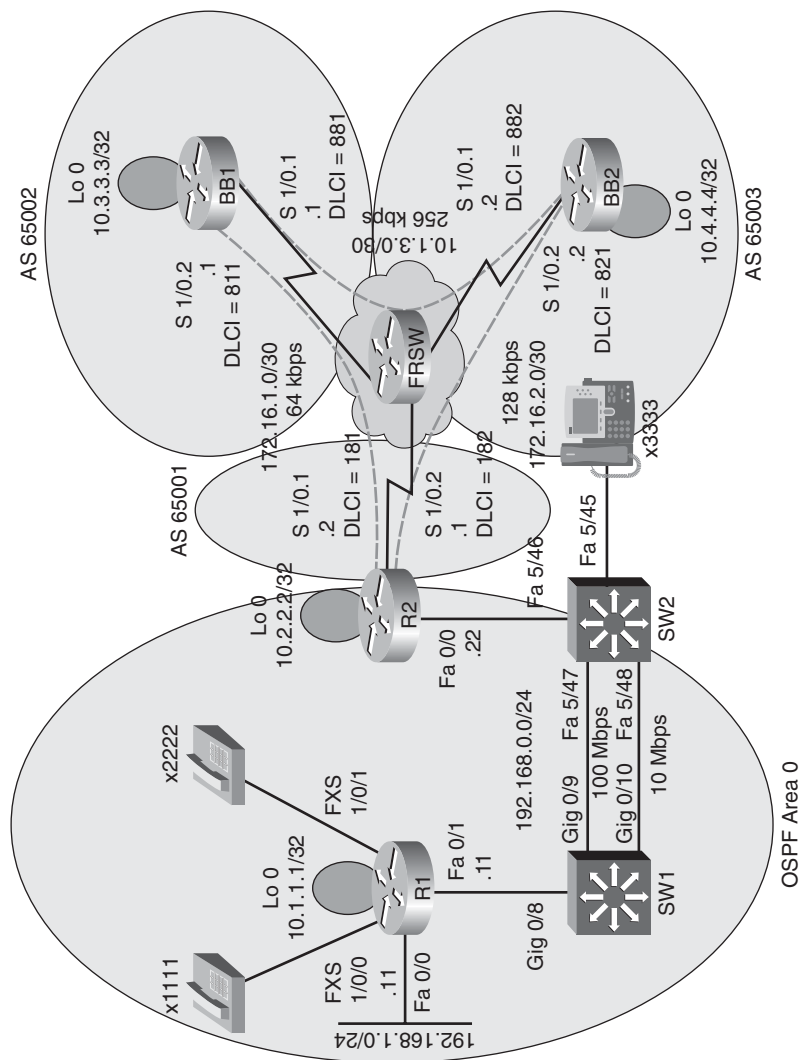 x1111
x2222
FXS
1/0/0
FXS
1/0/1
Lo 0
10.1.1.1/32
.11
Fa 0/0
192.168.1.0/24
R1
Fa 0/1
.11
Gig 0/8
SW1
Gig 0/9
Fa 5/47
100 Mbps
Gig 0/10
Fa 5/48
10 Mbps
192.168.0.0/24
SW2
Fa 5/46
Fa 5/45
x3333
Fa 0/0
.22
R2
Lo 0
10.2.2.2/32
OSPF Area 0
AS 65001
S 1/0.1
.2
DLCI = 181
S 1/0.2
.1
DLCI = 182
172.16.1.0/30
64 kbps
128 kbps
172.16.2.0/30
FRSW
10.1.3.0/30
256 kbps
AS 65002
Lo 0
10.3.3.3/32
BB1
S 1/0.2
.1
DLCI = 811
S 1/0.1
.1
DLCI = 881
S 1/0.1
.2
DLCI = 882
S 1/0.2
.2
DLCI = 821
BB2
Lo 0
10.4.4.4/32
AS 65003